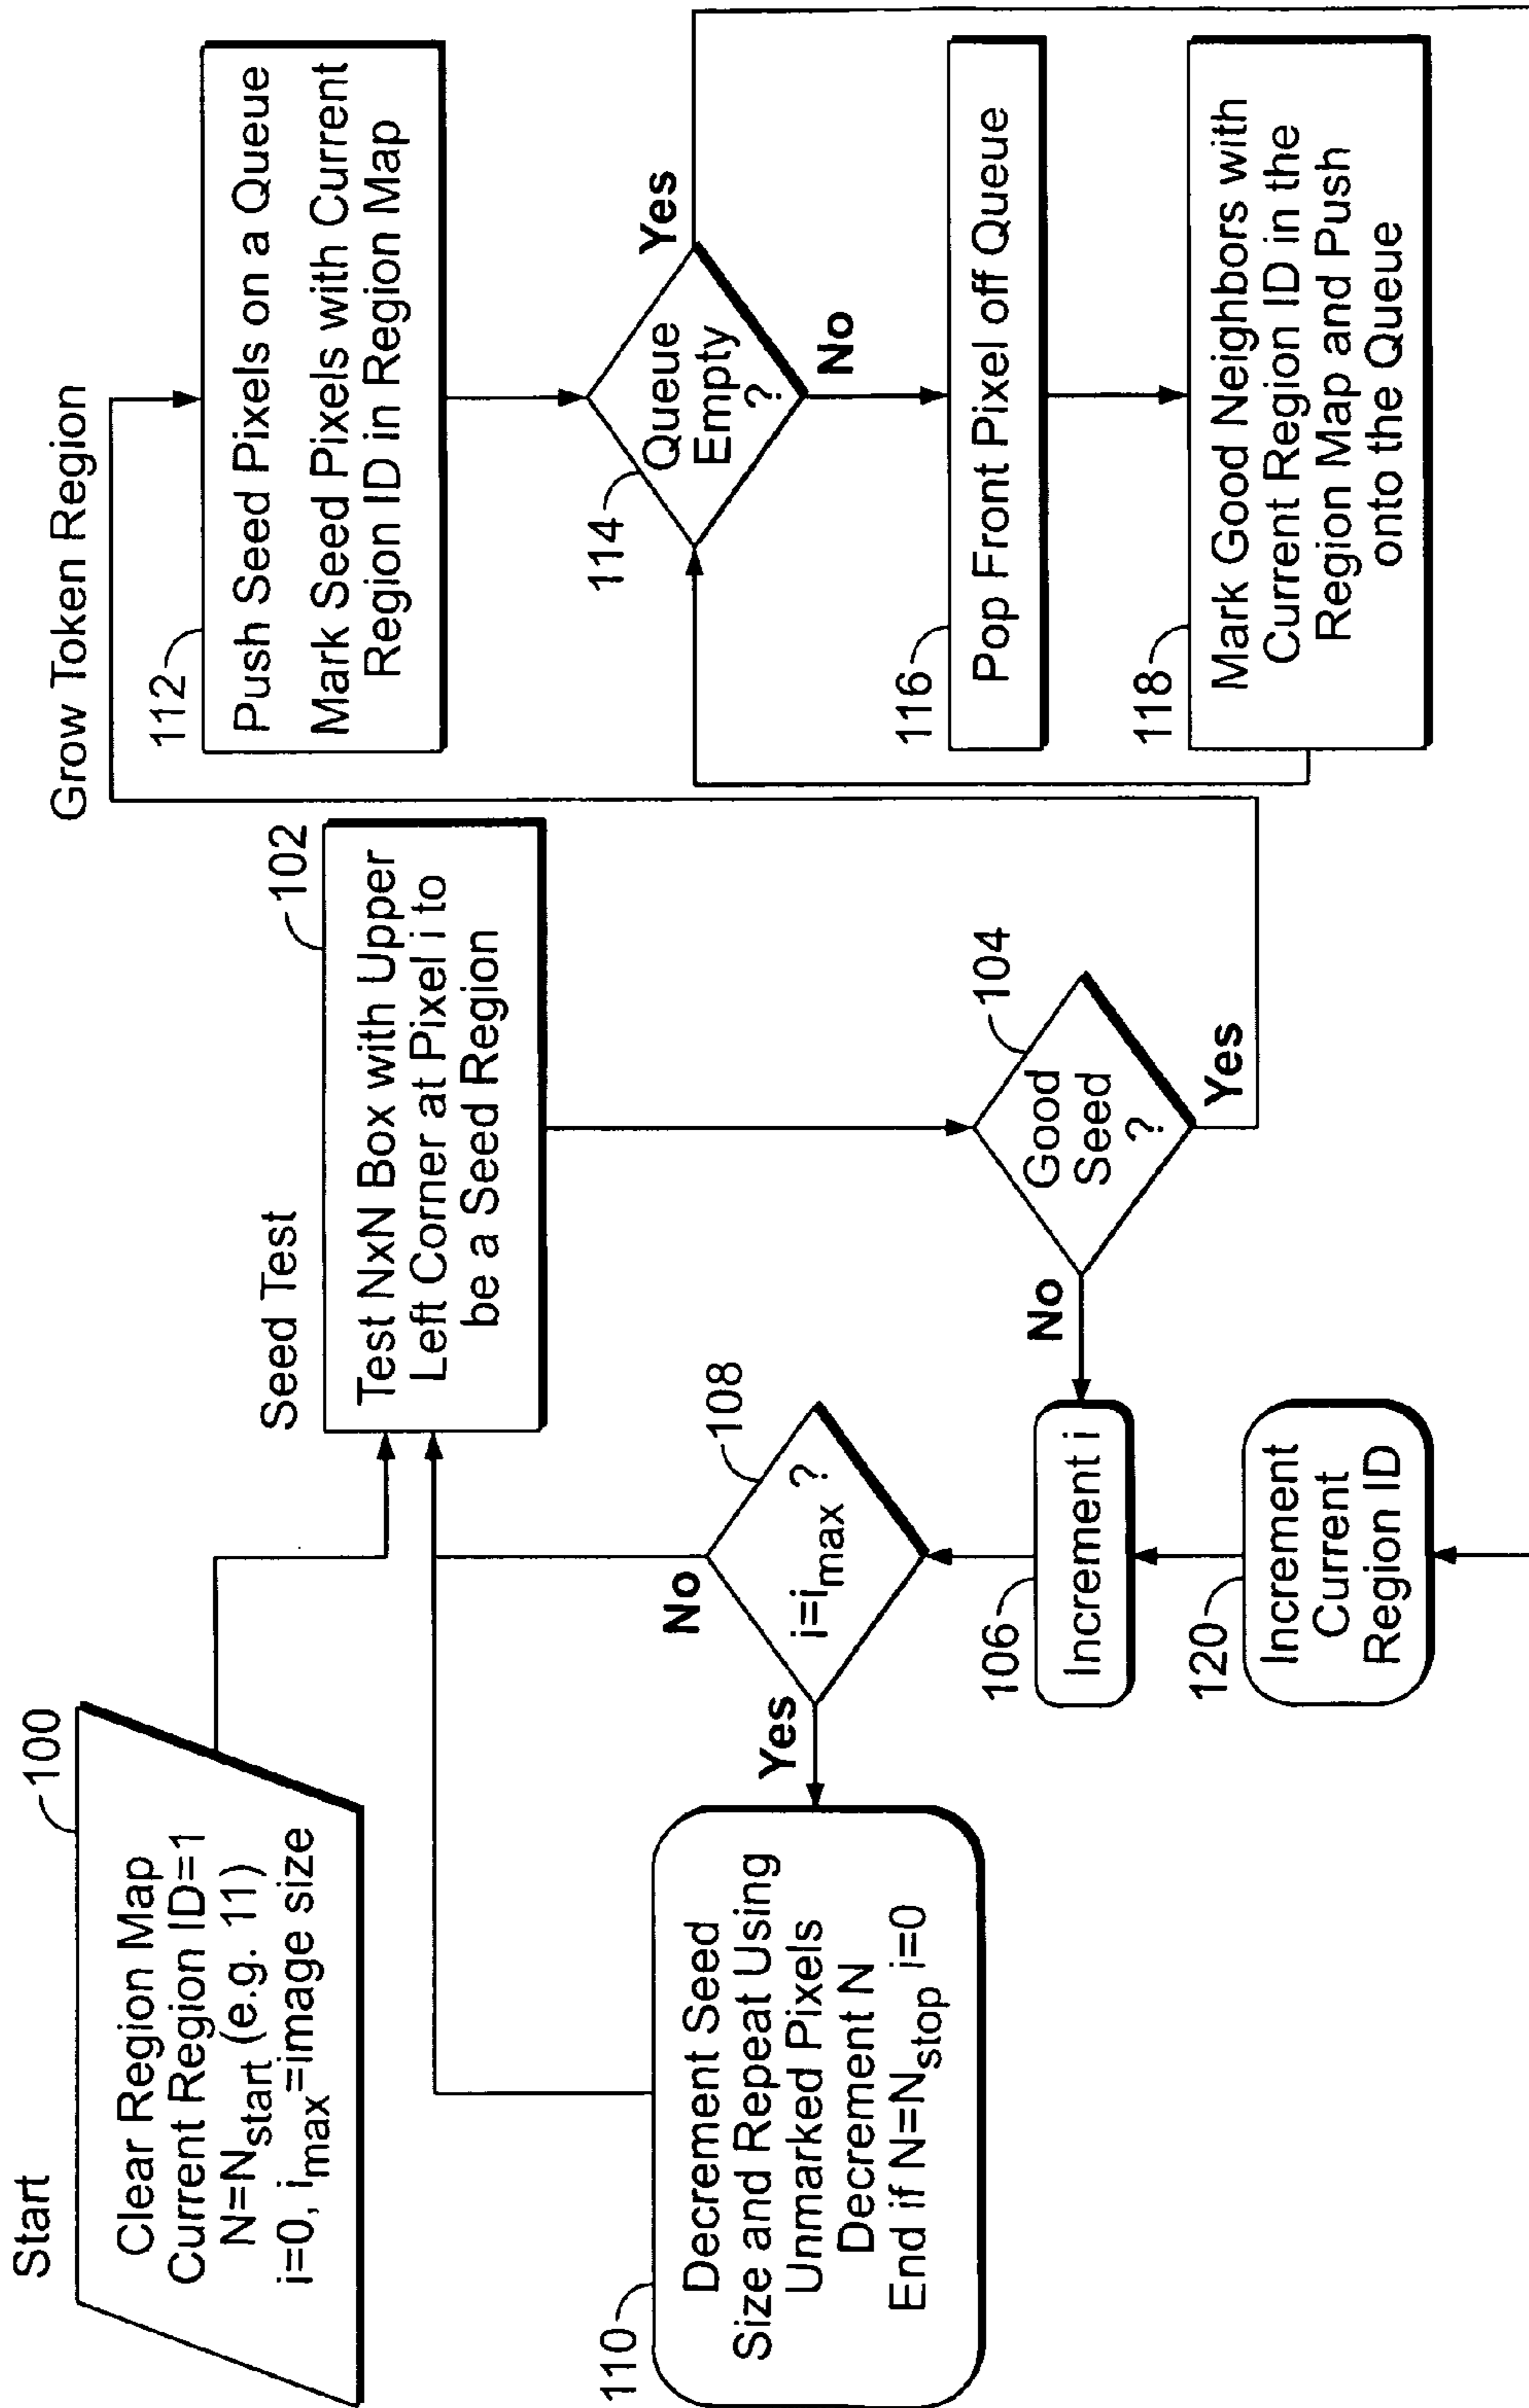 Start
100
Clear Region Map
Current Region ID=1
N=Nstart (e.g. 11)
i=0, imax=image size
Seed Test
102
Test NxN Box with Upper
Left Corner at Pixel i to
be a Seed Region
104
Good
Seed
?
No
Yes
106
Increment i
108
i=imax ?
No
Yes
110
Decrement Seed
Size and Repeat Using
Unmarked Pixels
Decrement N
End if N=Nstop i=0
Grow Token Region
112
Push Seed Pixels on a Queue
Mark Seed Pixels with Current
Region ID in Region Map
114
Queue
Empty
?
Yes
No
116
Pop Front Pixel off Queue
118
Mark Good Neighbors with
Current Region ID in the
Region Map and Push
onto the Queue
120
Increment
Current
Region ID